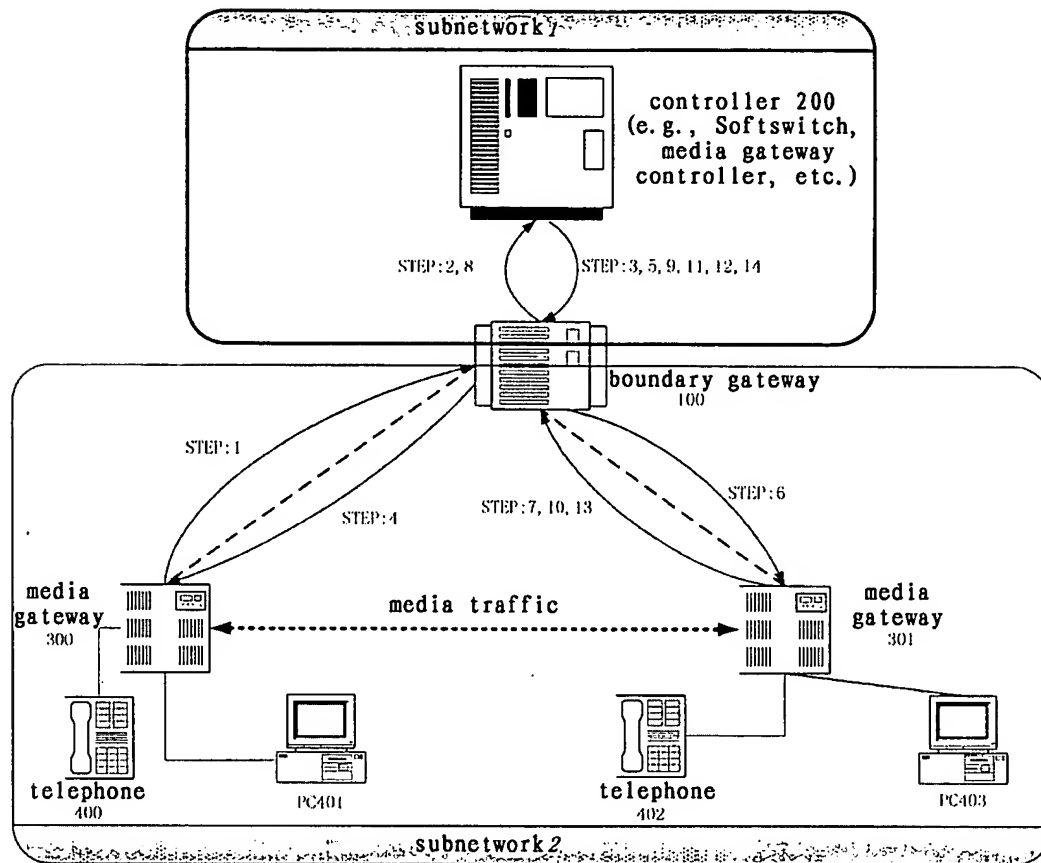 subnetwork1
controller 200
(e.g., Softswitch,
media gateway
controller, etc.)
STEP:2, 8
STEP:3, 5, 9, 11, 12, 14
boundary gateway
100
STEP:1
STEP:4
STEP:7, 10, 13
STEP:6
media
gateway
300
media traffic
media
gateway
301
telephone
400
PC401
telephone
402
PC403
subnetwork2